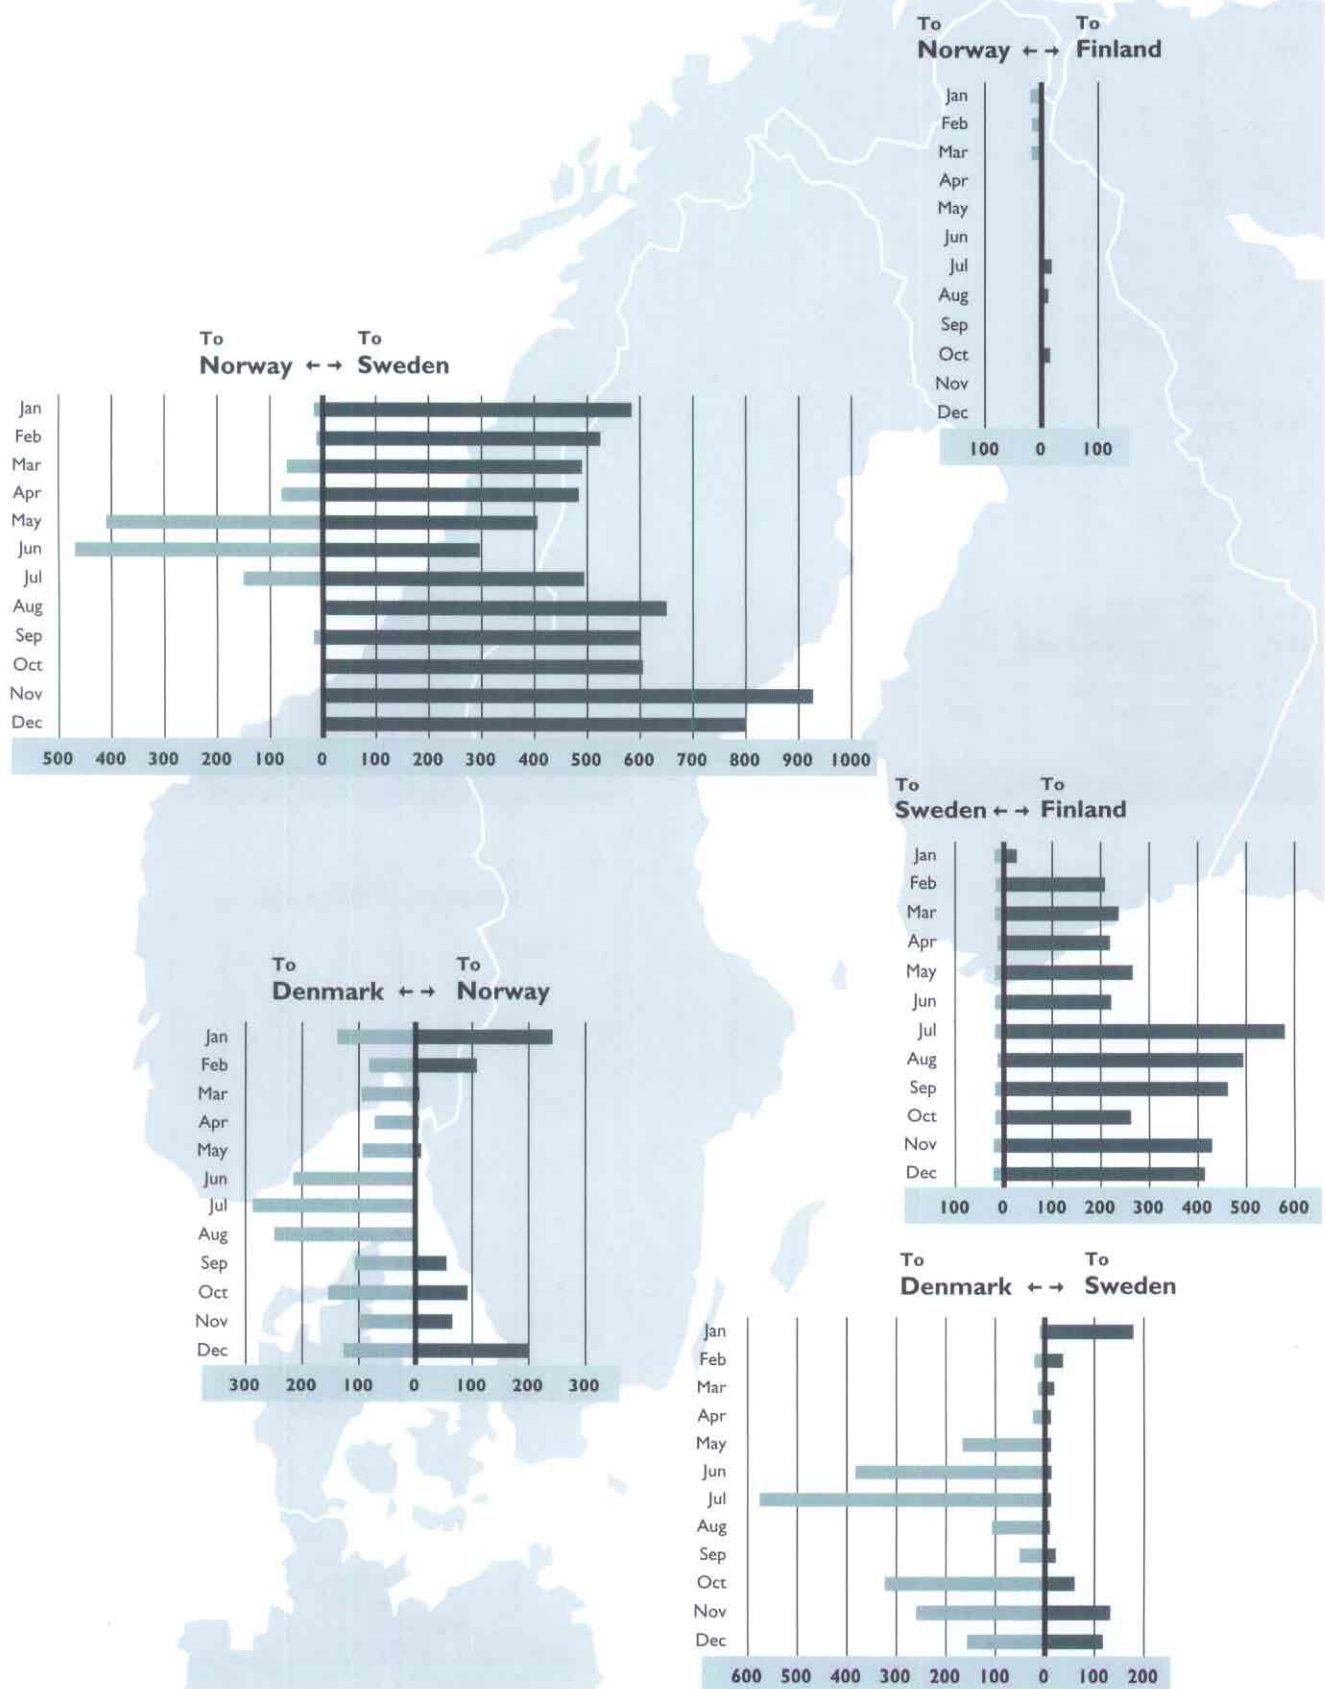 To To
Norway ←→ Finland
Jan
Feb
Mar
Apr
May
Jun
Jul
Aug
Sep
Oct
Nov
Dec
100 0 100
To To
Norway ←→ Sweden
Jan
Feb
Mar
Apr
May
Jun
Jul
Aug
Sep
Oct
Nov
Dec
500 400 300 200 100 0 100 200 300 400 500 600 700 800 900 1000
To To
Sweden ←→ Finland
Jan
Feb
Mar
Apr
May
Jun
Jul
Aug
Sep
Oct
Nov
Dec
100 0 100 200 300 400 500 600
To To
Denmark ←→ Norway
Jan
Feb
Mar
Apr
May
Jun
Jul
Aug
Sep
Oct
Nov
Dec
300 200 100 0 100 200 300
To To
Denmark ←→ Sweden
Jan
Feb
Mar
Apr
May
Jun
Jul
Aug
Sep
Oct
Nov
Dec
600 500 400 300 200 100 0 100 200